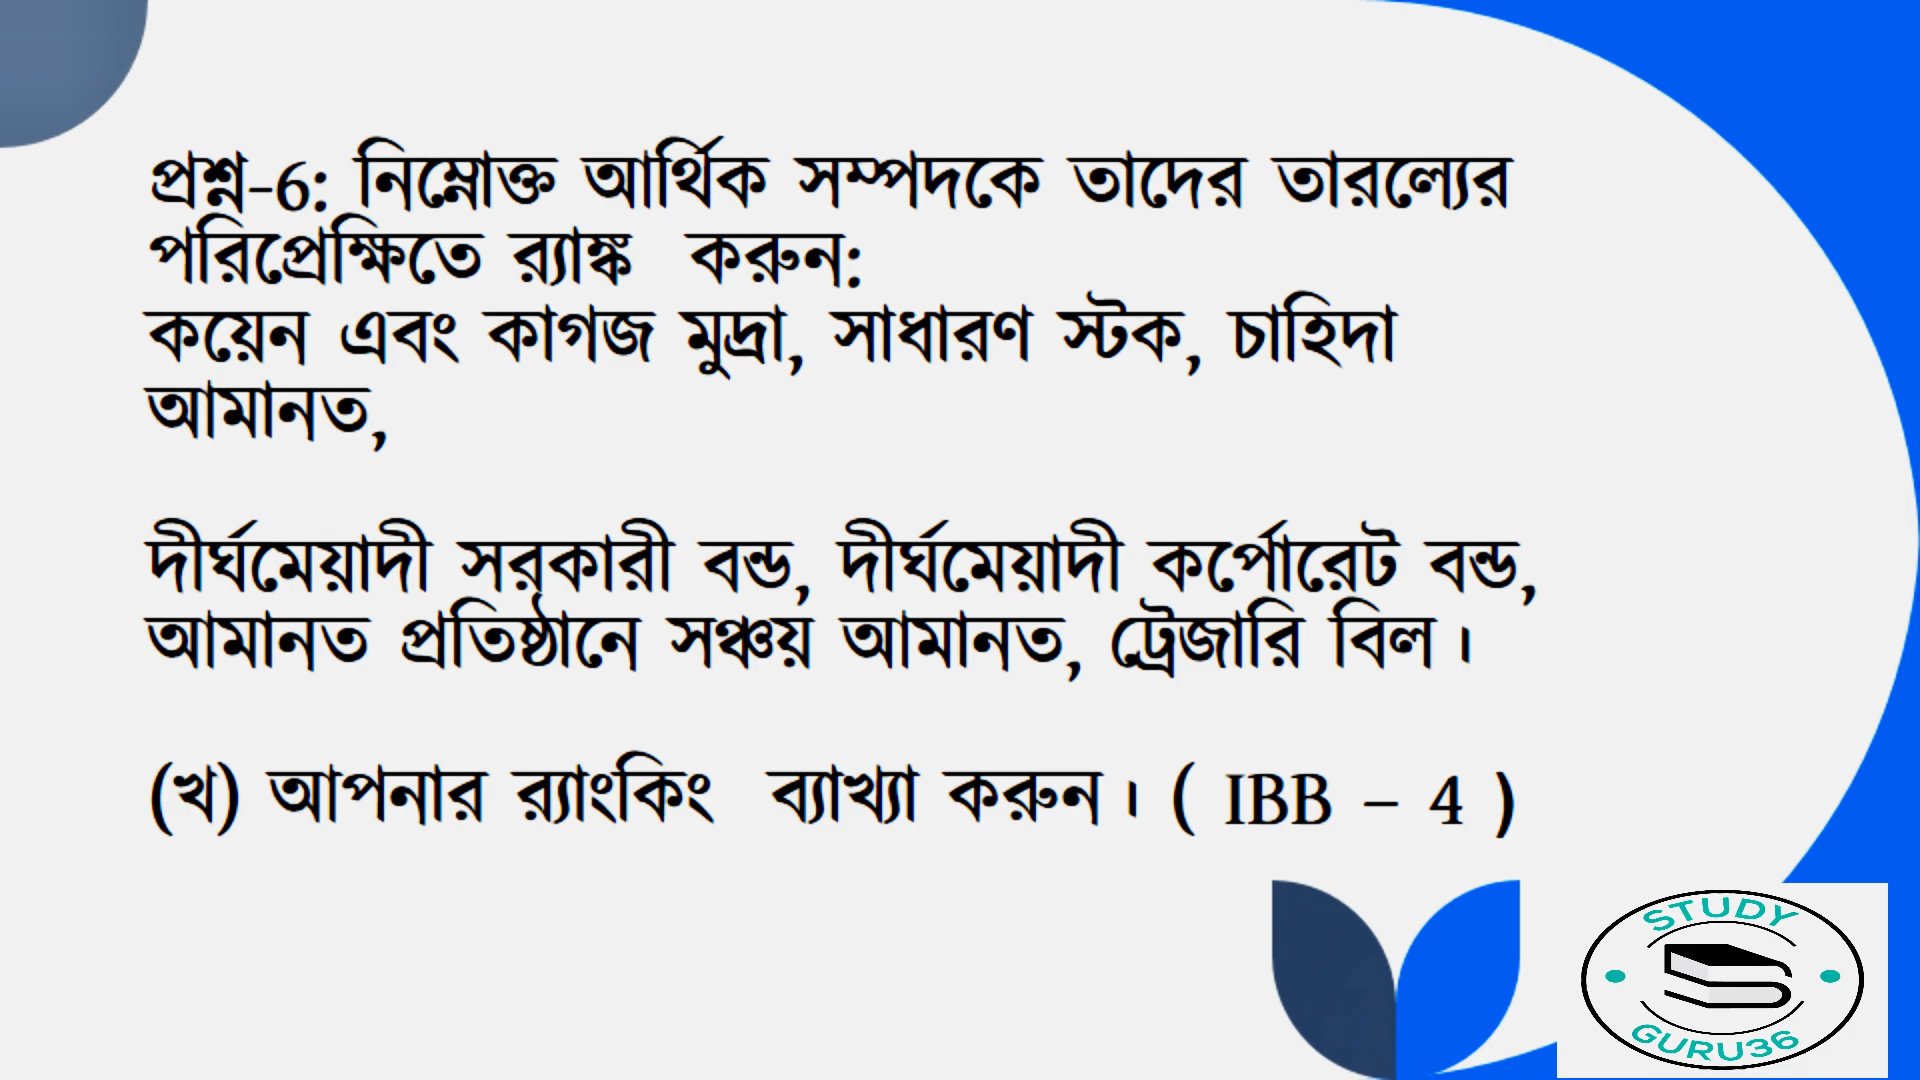 প্রশ্ন-6: নিম্নোক্ত আর্থিক সম্পদকে তাদের তারল্যের
পরিপ্রেক্ষিতে র‍্যাঙ্ক করুন:
কয়েন এবং কাগজ মুদ্রা, সাধারণ স্টক, চাহিদা
আমানত,
দীর্ঘমেয়াদী সরকারী বন্ড, দীর্ঘমেয়াদী কর্পোরেট বন্ড,
আমানত প্রতিষ্ঠানে সঞ্চয় আমানত, ট্রেজারি বিল।
(খ) আপনার র‍্যাংকিং ব্যাখ্যা করুন। ( IBB – 4 )
STUDY
GURU36